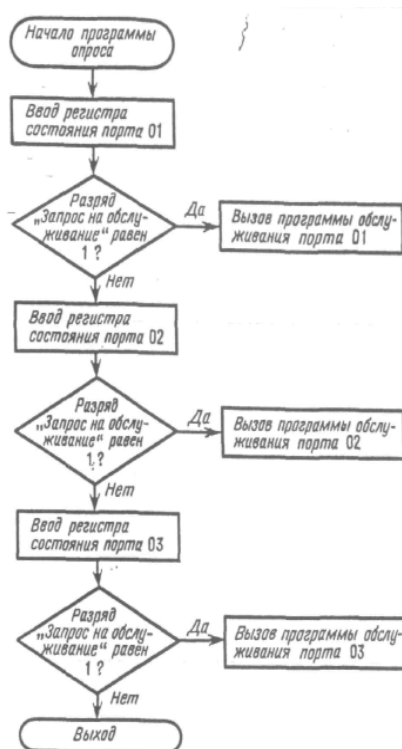 Начало программы
опроса
Ввод регистра
состояния порта 01
Разряд
„Запрос на обслу-
живание“ равен
1 ?
Да
Вызов программы обслу-
живания порта 01
Нет
Ввод регистра
состояния порта 02
Разряд
„Запрос на обслу-
живание“ равен
1 ?
Да
Вызов программы обслу-
живания порта 02
Нет
Ввод регистра
состояния порта 03
Разряд
„Запрос на обслу-
живание“ равен
1 ?
Да
Вызов программы обслу-
живания порта 03
Нет
Выход